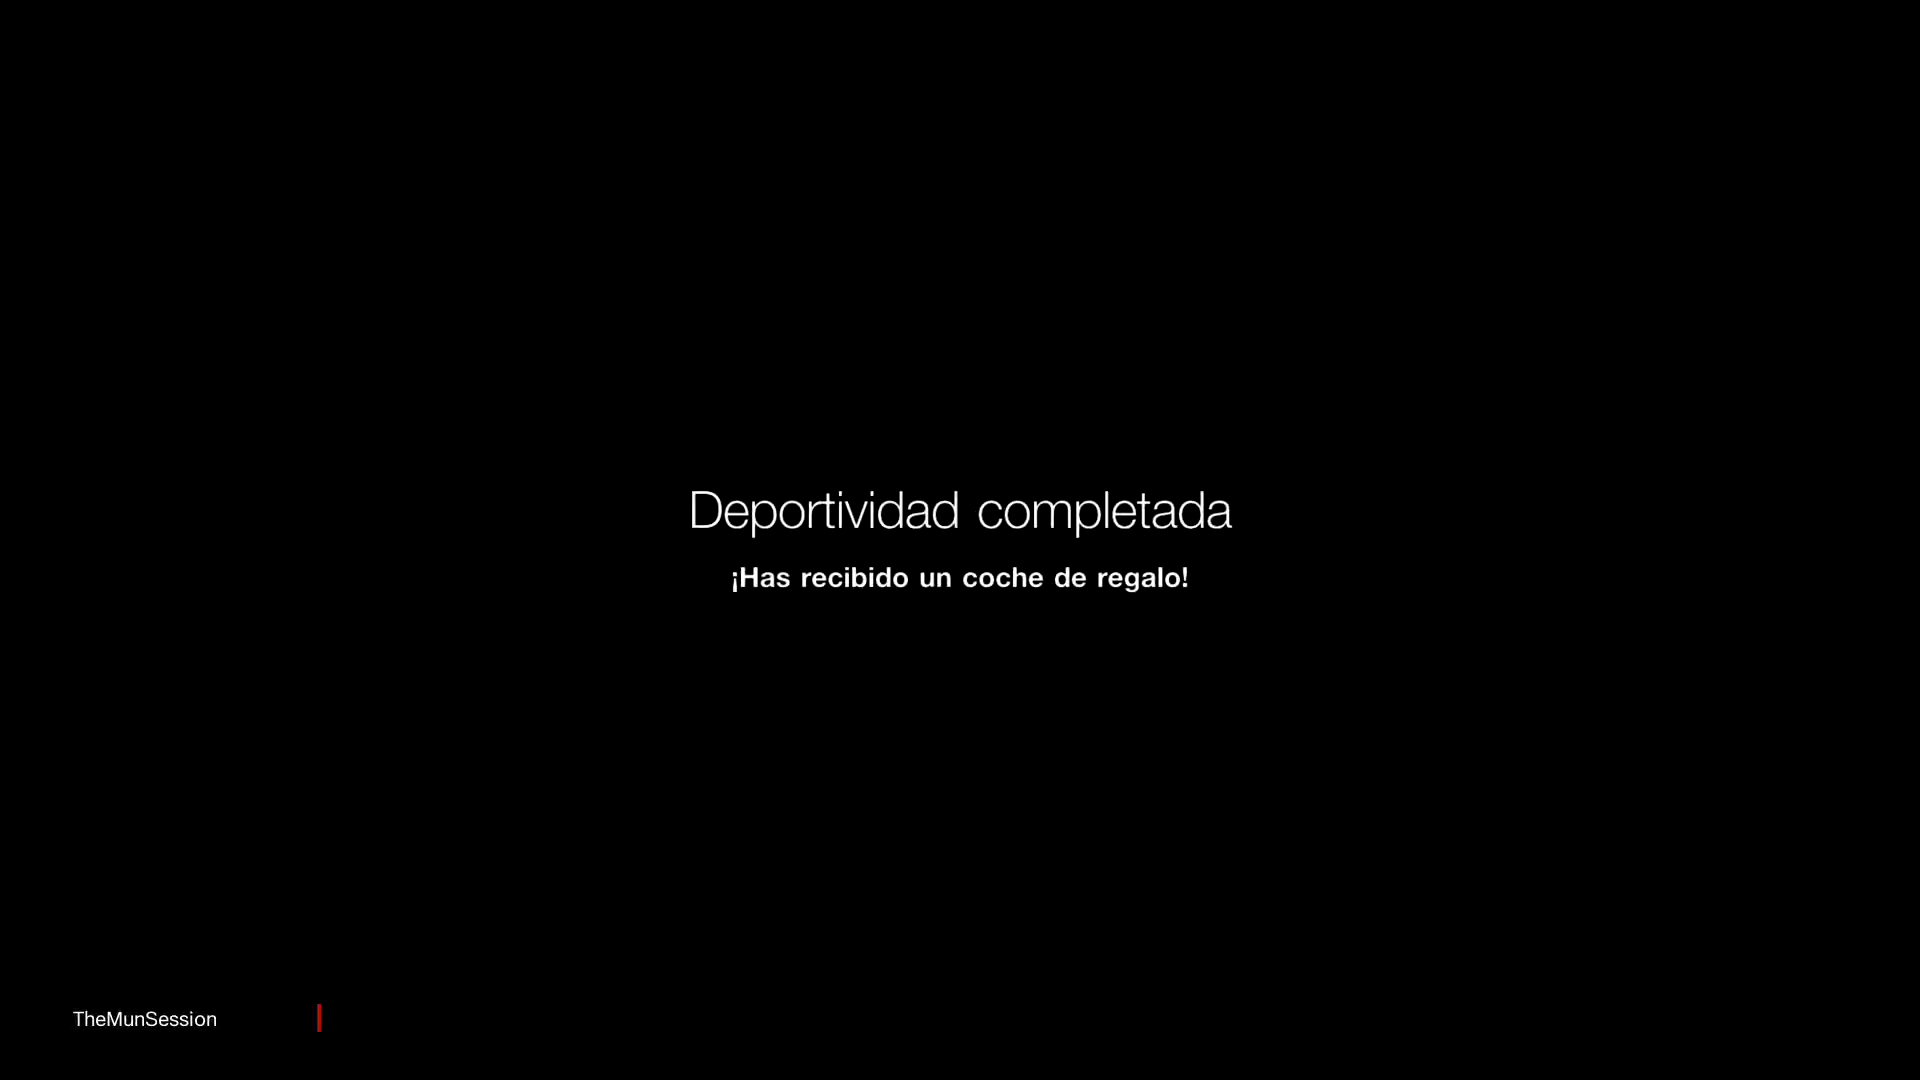 Deportividad completada
¡Has recibido un coche de regalo!
TheMunSession